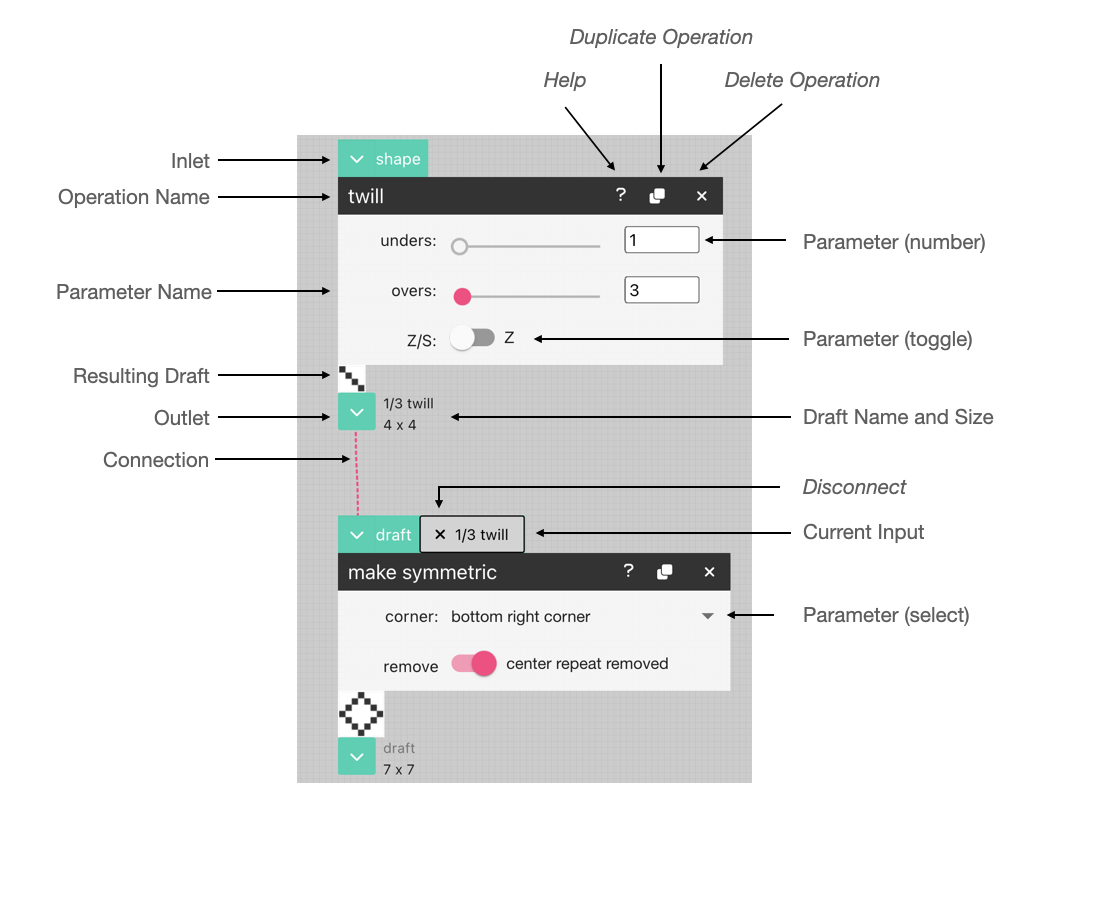 Duplicate Operation
Help
Delete Operation
Inlet
shape
Operation Name
twill
?
unders:
1
Parameter (number)
Parameter Name
overs:
3
Z/S:
Z
Parameter (toggle)
Resulting Draft
Outlet
1/3 twill
4 x 4
Draft Name and Size
Connection
Disconnect
draft
1/3 twill
Current Input
make symmetric
?
corner:
bottom right corner
Parameter (select)
remove
center repeat removed
draft
7 x 7